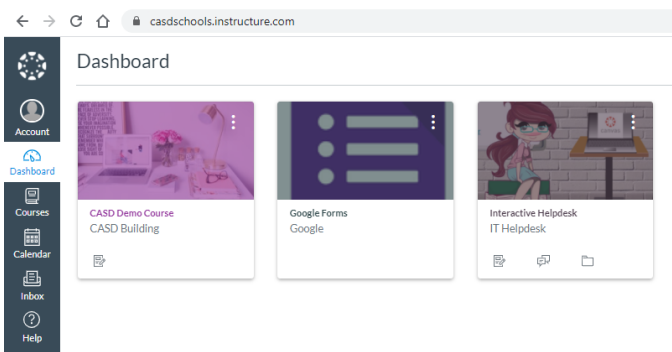 casdschools.instructure.com
Dashboard
Account
Dashboard
Courses
Calendar
Inbox
Help
CASD Demo Course
CASD Building
Google Forms
Google
Interactive Helpdesk
IT Helpdesk